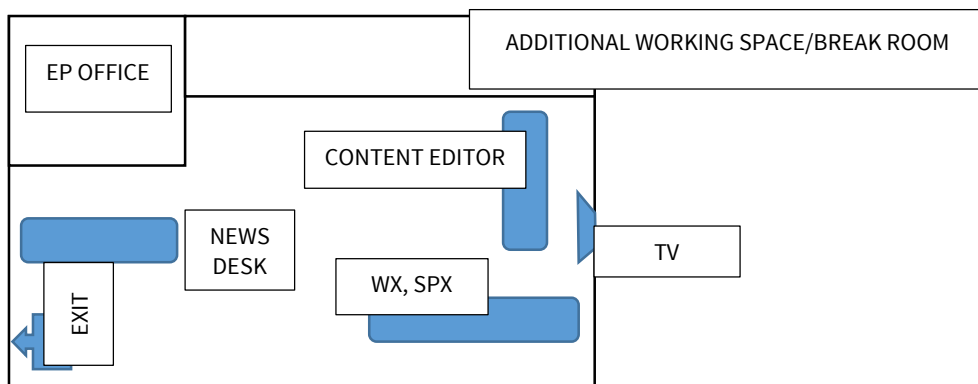 ADDITIONAL WORKING SPACE/BREAK ROOM
EP OFFICE
CONTENT EDITOR
NEWS
DESK
TV
WX, SPX
EXIT